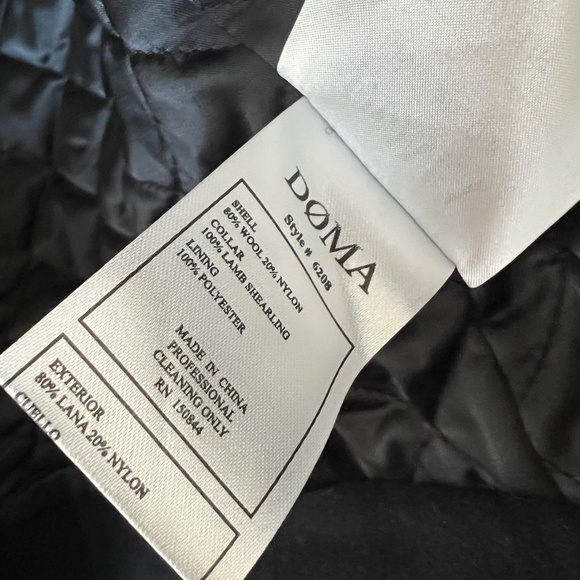 DØMA
Style # 6208
SHELL
80% WOOL 20% NYLON
COLLAR
100% LAMB SHEARLING
LINING
100% POLYESTER
MADE IN CHINA
PROFESSIONAL
CLEANING ONLY
RN 150844
EXTERIOR
80% LANA 20% NYLON
CUELLO